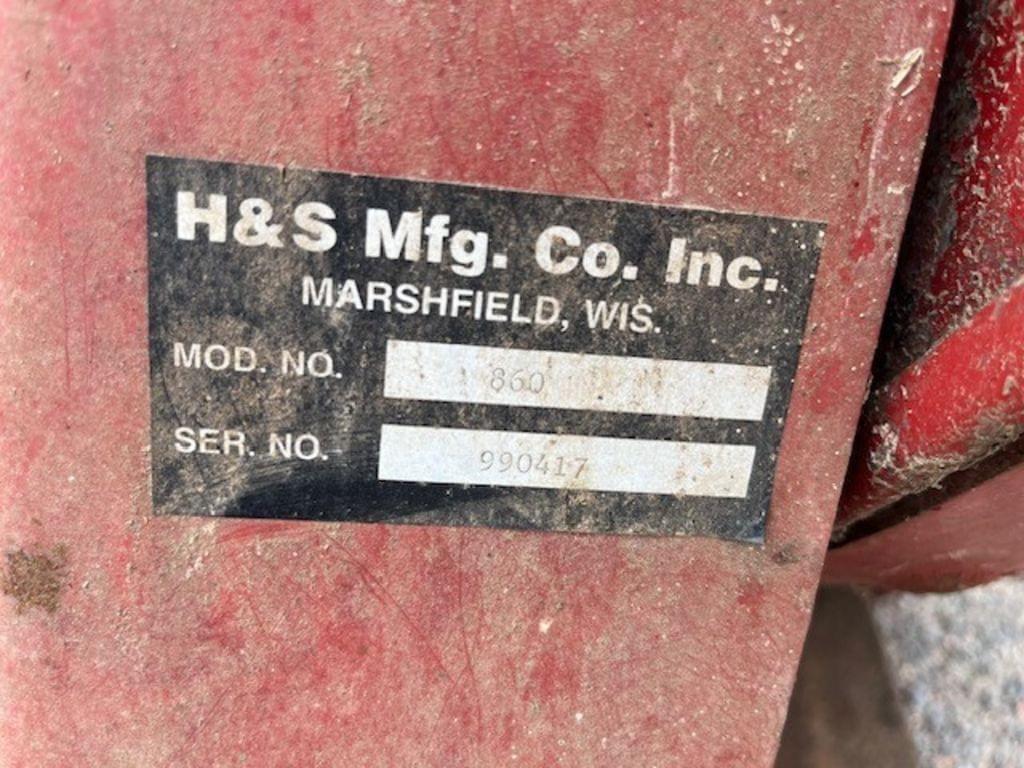 H&S Mfg. Co. Inc.
MARSHFIELD, WIS.
MOD. NO. 860
SER. NO. 990417